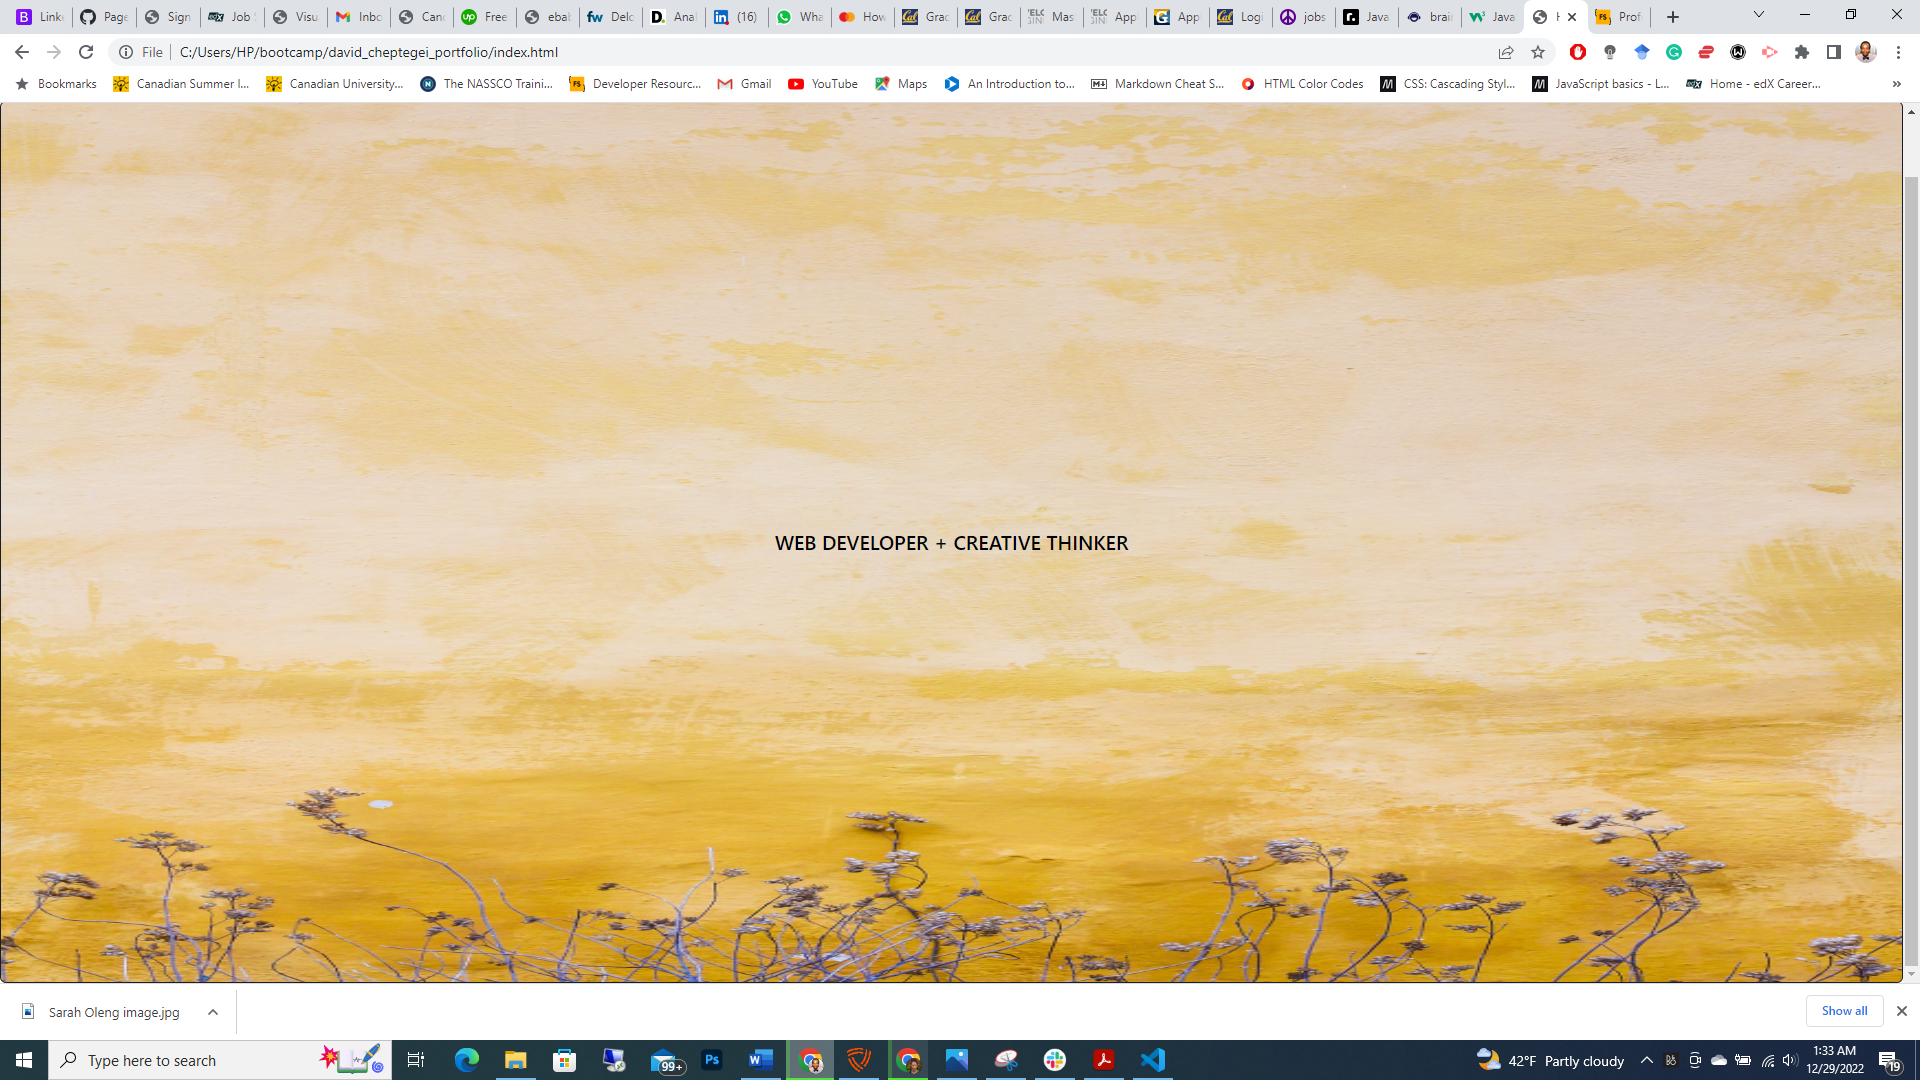 Linke
Page
Sign
Job
Visu
Inbo
Canc
Free
ebab
Delo
Anal
(16)
Wha
How
Grac
Grac
Mas
App
App
Logi
jobs
Java
brai
Java
H
Prof
File
C:/Users/HP/bootcamp/david_cheptegei_portfolio/index.html
Bookmarks
Canadian Summer I...
Canadian University...
The NASSCO Traini...
Developer Resourc...
Gmail
YouTube
Maps
An Introduction to...
Markdown Cheat S...
HTML Color Codes
CSS: Cascading Styl...
JavaScript basics - L...
Home - edX Career...
WEB DEVELOPER + CREATIVE THINKER
Sarah Oleng image.jpg
Show all
Type here to search
99+
42°F Partly cloudy
1:33 AM
12/29/2022
19